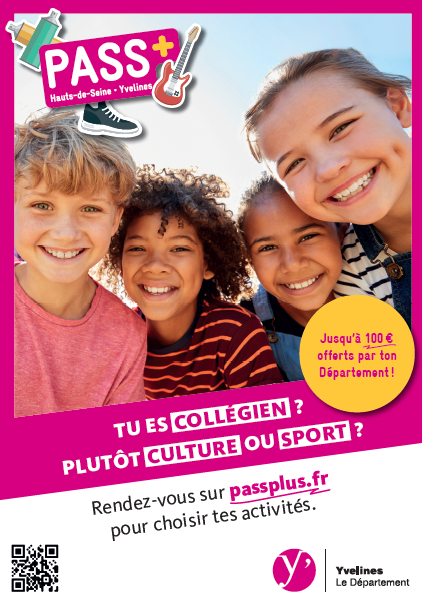 PASS+
Hauts-de-Seine - Yvelines
Jusqu'à 100 €
offerts par ton
Département !
TU ES COLLÉGIEN ?
PLUTÔT CULTURE OU SPORT ?
Rendez-vous sur passplus.fr
pour choisir tes activités.
y'
Yvelines
Le Département